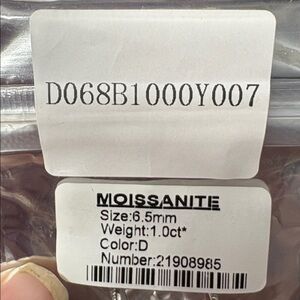 D068B1000Y007
MOISSANITE
Size:6.5mm
Weight:1.0ct*
Color:D
Number:21908985